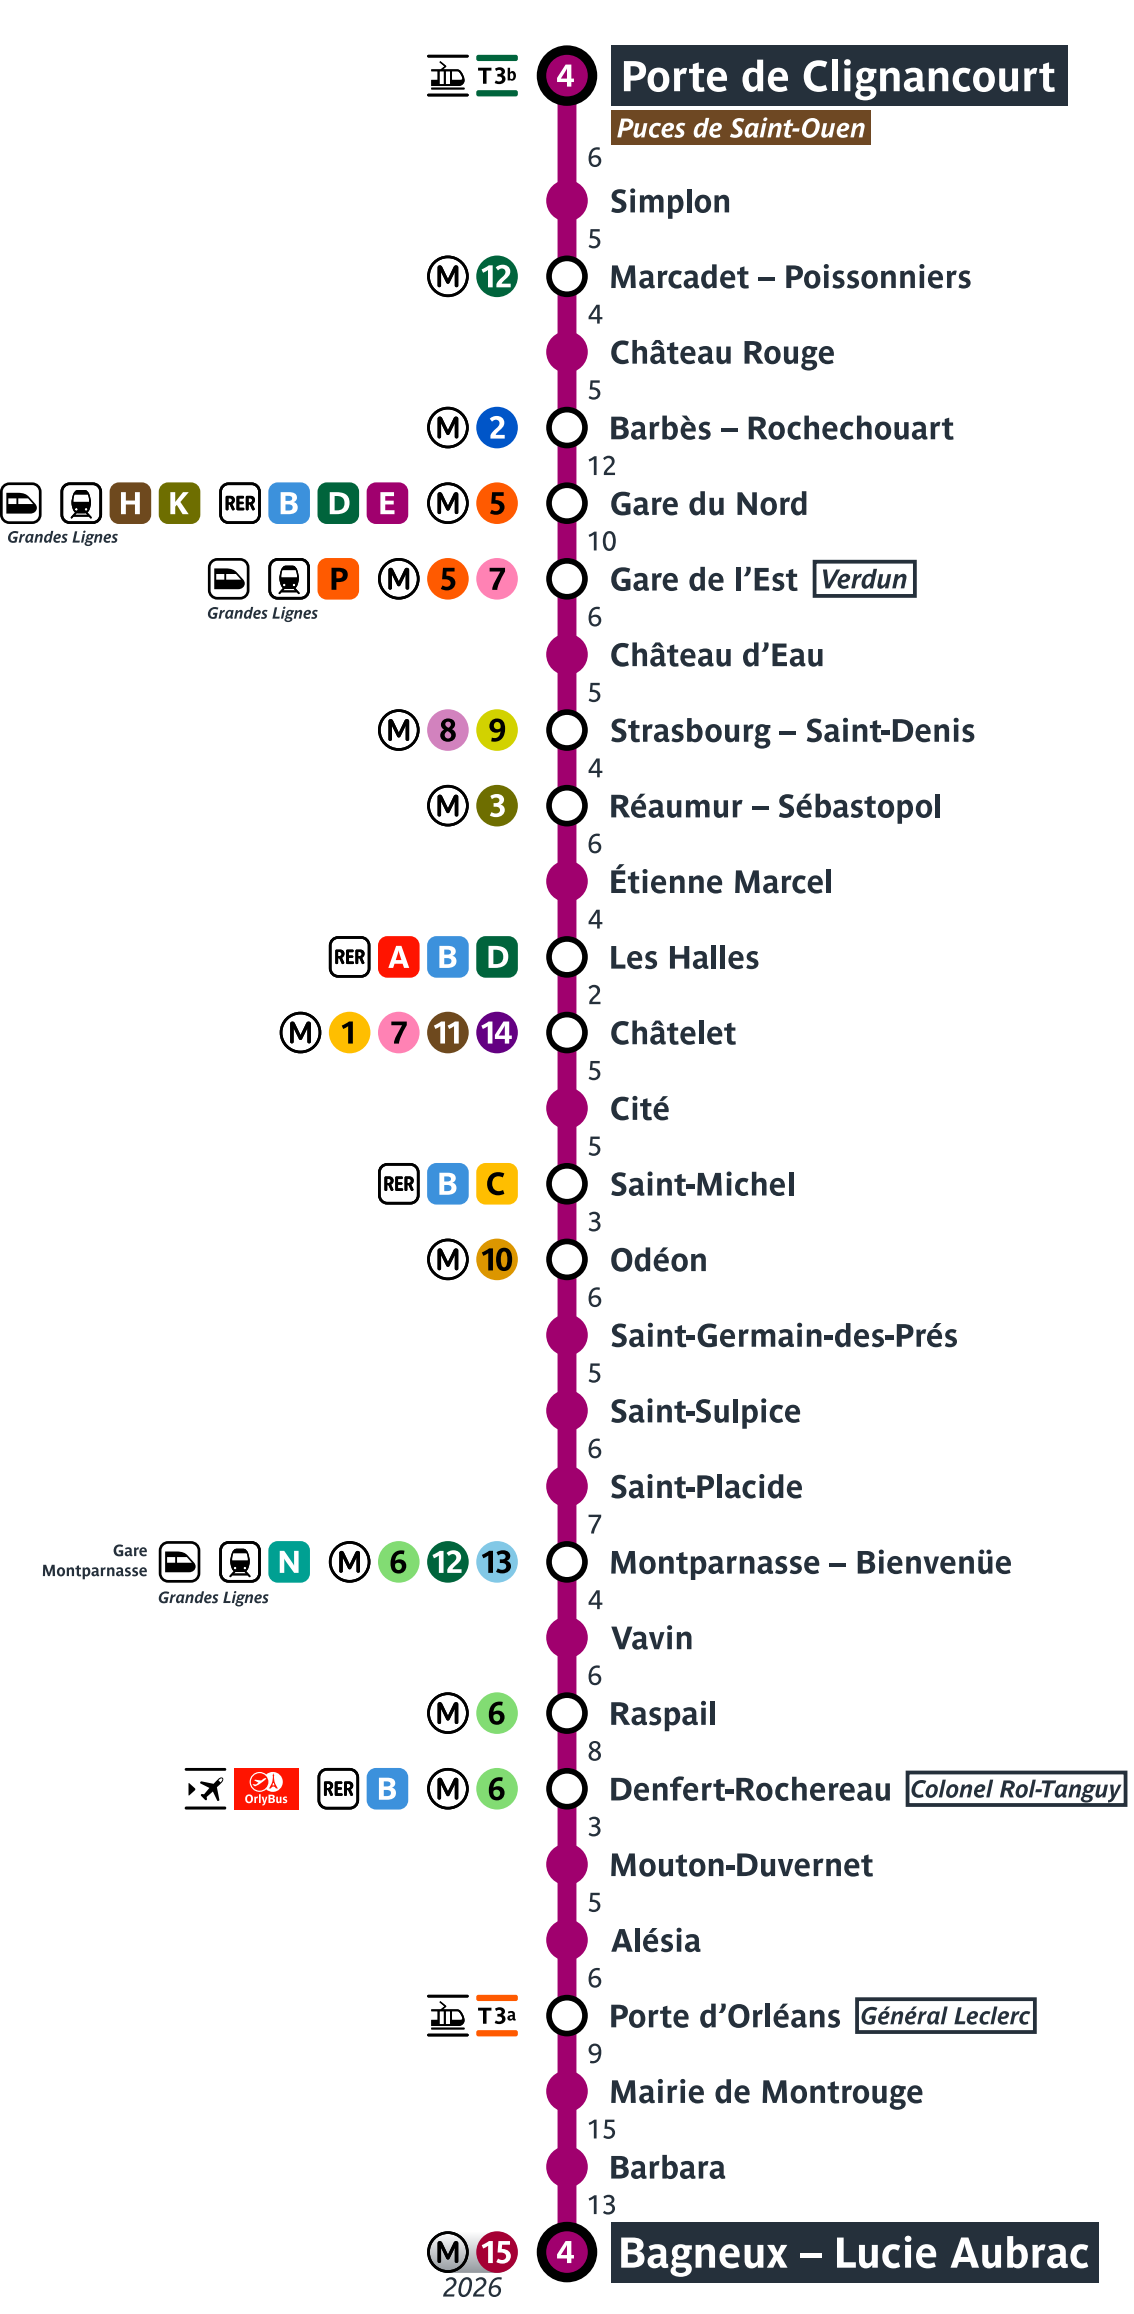 T3b 4 Porte de Clignancourt
Puces de Saint-Ouen
6
Simplon
5
M 12 Marcadet – Poissonniers
4
Château Rouge
5
M 2 Barbès – Rochechouart
12
H K RER B D E M 5 Gare du Nord
Grandes Lignes
10
P M 5 7 Gare de l’Est Verdun
Grandes Lignes
6
Château d’Eau
5
M 8 9 Strasbourg – Saint-Denis
4
M 3 Réaumur – Sébastopol
6
Étienne Marcel
4
RER A B D Les Halles
2
M 1 7 11 14 Châtelet
5
Cité
5
RER B C Saint-Michel
3
M 10 Odéon
6
Saint-Germain-des-Prés
5
Saint-Sulpice
6
Saint-Placide
7
Gare
Montparnasse N M 6 12 13 Montparnasse – Bienvenüe
Grandes Lignes
4
Vavin
6
M 6 Raspail
8
OrlyBus RER B M 6 Denfert-Rochereau Colonel Rol-Tanguy
3
Mouton-Duvernet
5
Alésia
6
T3a Porte d’Orléans Général Leclerc
9
Mairie de Montrouge
15
Barbara
13
M 15 4 Bagneux – Lucie Aubrac
2026